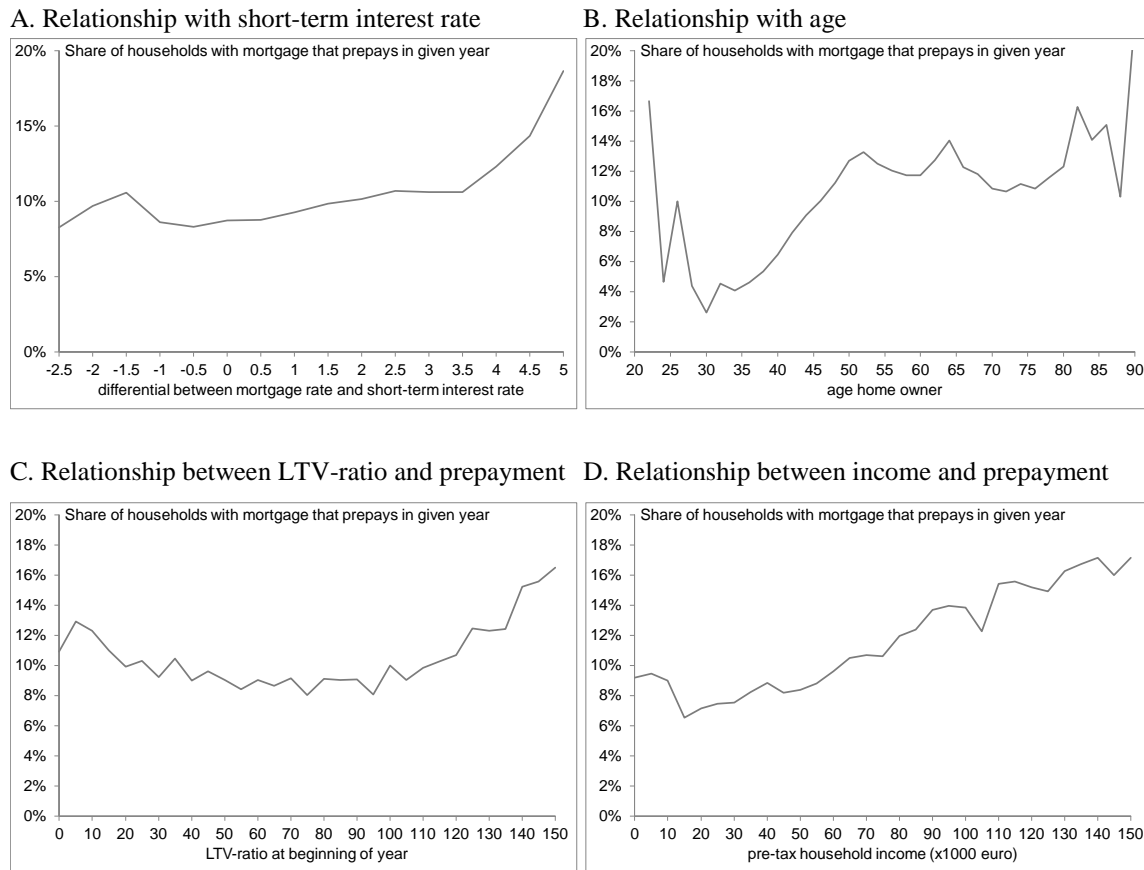 A. Relationship with short-term interest rate
Share of households with mortgage that prepays in given year
20%
15%
10%
5%
0%
-2.5 -2 -1.5 -1 -0.5 0 0.5 1 1.5 2 2.5 3 3.5 4 4.5 5
differential between mortgage rate and short-term interest rate
B. Relationship with age
Share of households with mortgage that prepays in given year
20%
18%
16%
14%
12%
10%
8%
6%
4%
2%
0%
20 25 30 35 40 45 50 55 60 65 70 75 80 85 90
age home owner
C. Relationship between LTV-ratio and prepayment
Share of households with mortgage that prepays in given year
20%
18%
16%
14%
12%
10%
8%
6%
4%
2%
0%
0 10 20 30 40 50 60 70 80 90 100 110 120 130 140 150
LTV-ratio at beginning of year
D. Relationship between income and prepayment
Share of households with mortgage that prepays in given year
20%
18%
16%
14%
12%
10%
8%
6%
4%
2%
0%
0 10 20 30 40 50 60 70 80 90 100 110 120 130 140 150
pre-tax household income (x1000 euro)